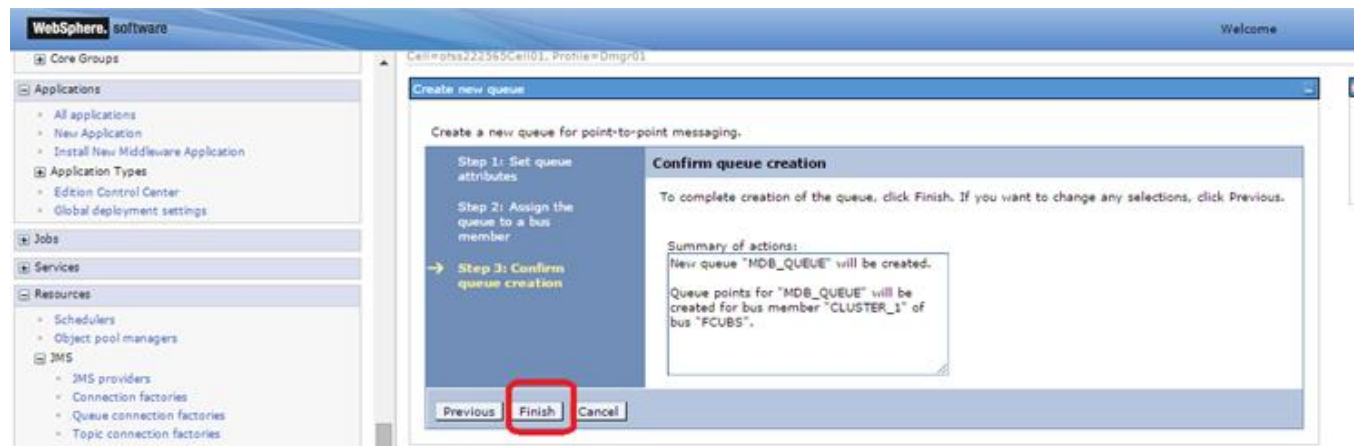 WebSphere. software
Welcome
Core Groups
Cell=ofss222565Cell01, Profile=Dmgr01
Applications
All applications
New Application
Install New Middleware Application
Application Types
Edition Control Center
Global deployment settings
Jobs
Services
Resources
Schedulers
Object pool managers
JMS
JMS providers
Connection factories
Queue connection factories
Topic connection factories
Create new queue
Create a new queue for point-to-point messaging.
Step 1: Set queue
attributes
Step 2: Assign the
queue to a bus
member
Step 3: Confirm
queue creation
Confirm queue creation
To complete creation of the queue, click Finish. If you want to change any selections, click Previous.
Summary of actions:
New queue "MDB_QUEUE" will be created.
Queue points for "MDB_QUEUE" will be
created for bus member "CLUSTER_1" of
bus "FCUBS".
Previous Finish Cancel